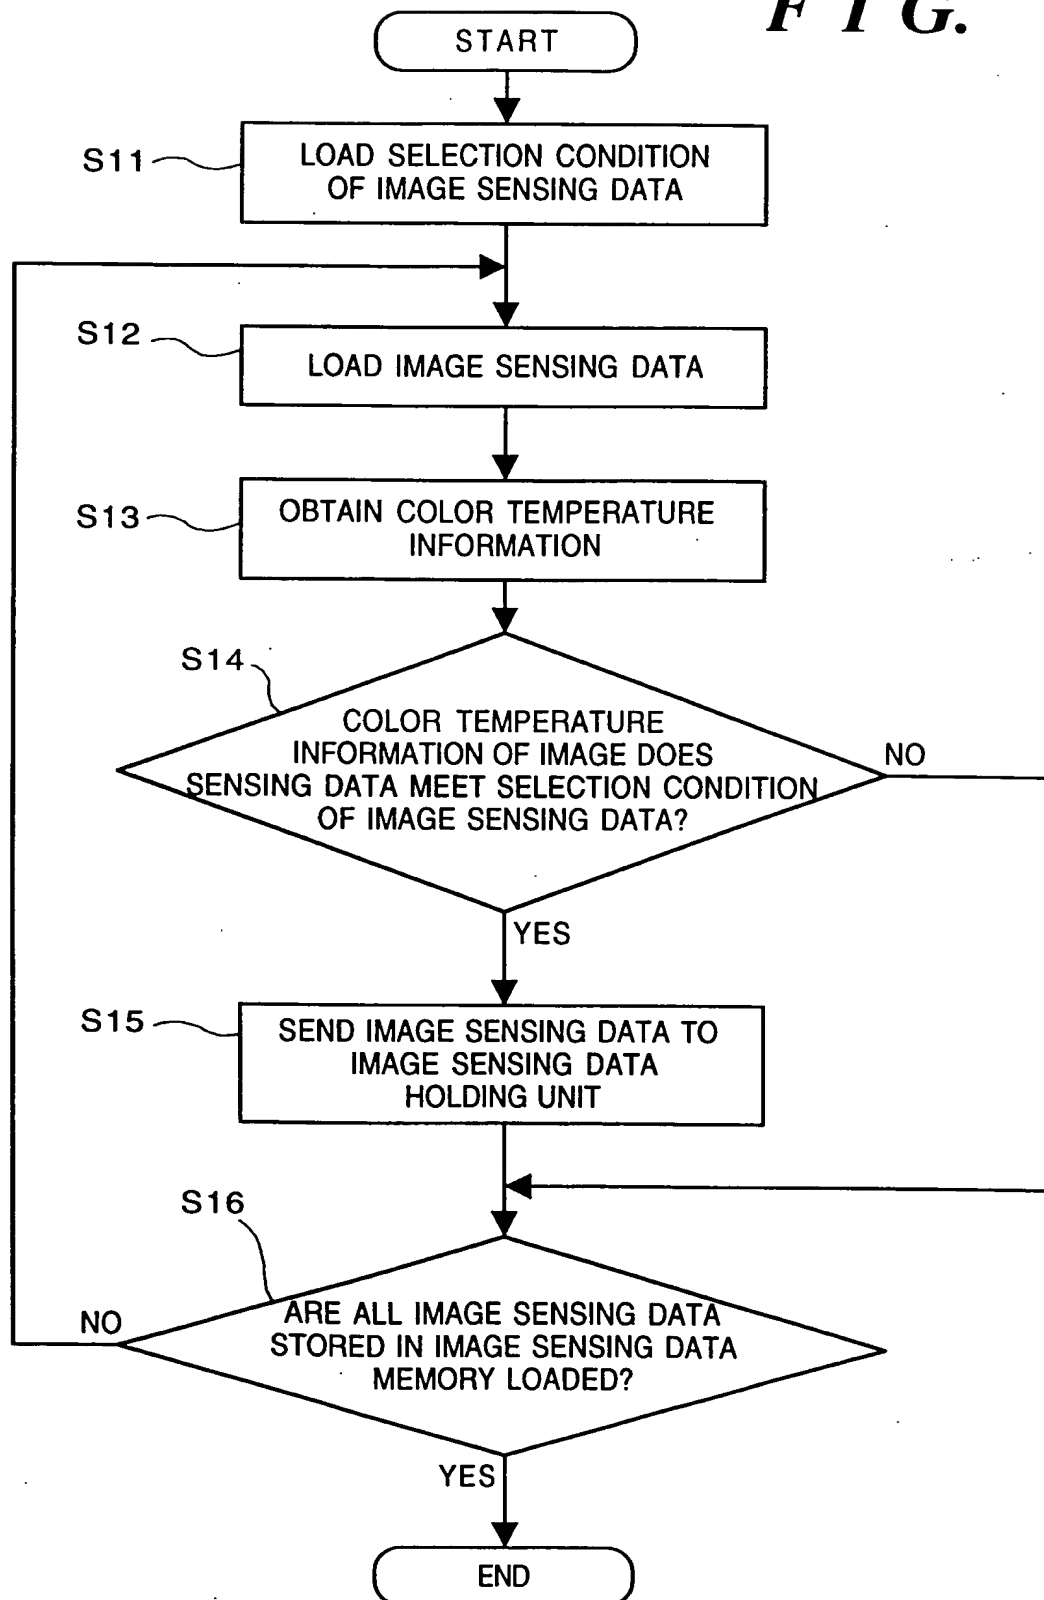 FIG.
START
S11
LOAD SELECTION CONDITION
OF IMAGE SENSING DATA
S12
LOAD IMAGE SENSING DATA
S13
OBTAIN COLOR TEMPERATURE
INFORMATION
S14
COLOR TEMPERATURE
INFORMATION OF IMAGE DOES
SENSING DATA MEET SELECTION CONDITION
OF IMAGE SENSING DATA?
NO
YES
S15
SEND IMAGE SENSING DATA TO
IMAGE SENSING DATA
HOLDING UNIT
S16
ARE ALL IMAGE SENSING DATA
STORED IN IMAGE SENSING DATA
MEMORY LOADED?
NO
YES
END